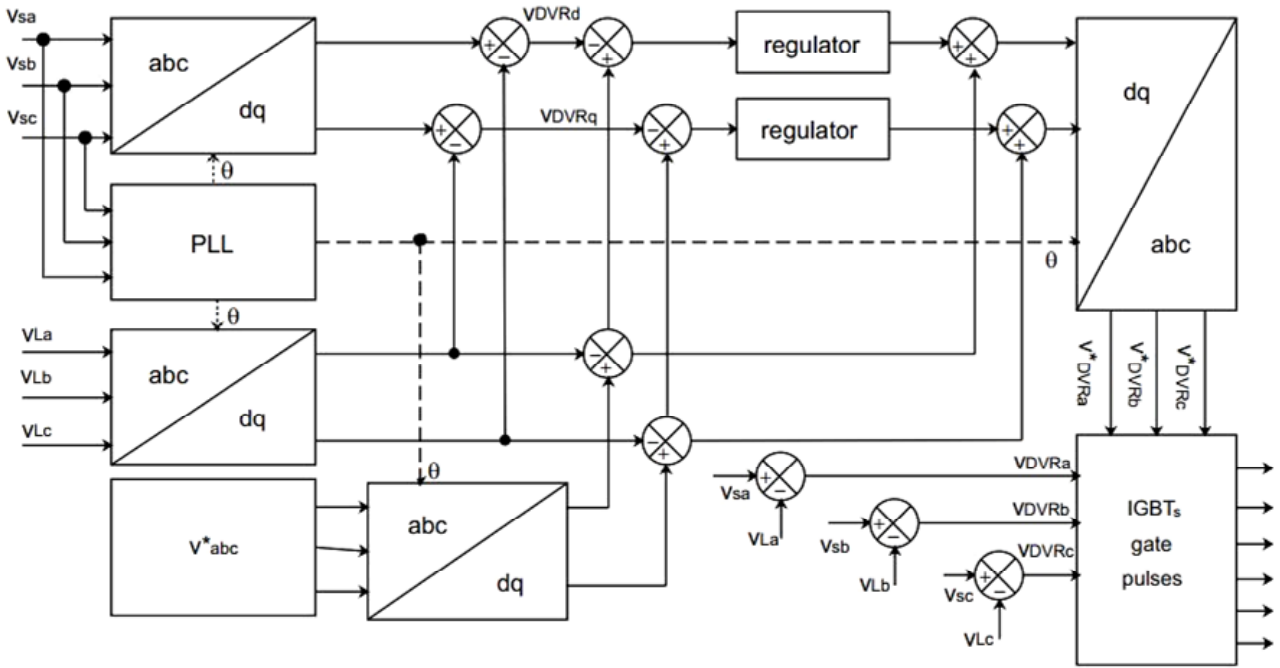 Vsa
Vsb
Vsc
abc
dq
θ
PLL
θ
VLa
VLb
VLc
abc
dq
V*abc
θ
abc
dq
+
−
VDVRd
−
+
+
−
VDVRq
−
+
regulator
regulator
+
+
+
+
−
+
−
+
dq
abc
θ
V*DVRa
V*DVRb
V*DVRc
Vsa
+
−
VLa
VDVRa
Vsb
+
−
VLb
VDVRb
Vsc
+
−
VLc
VDVRc
IGBTs
gate
pulses